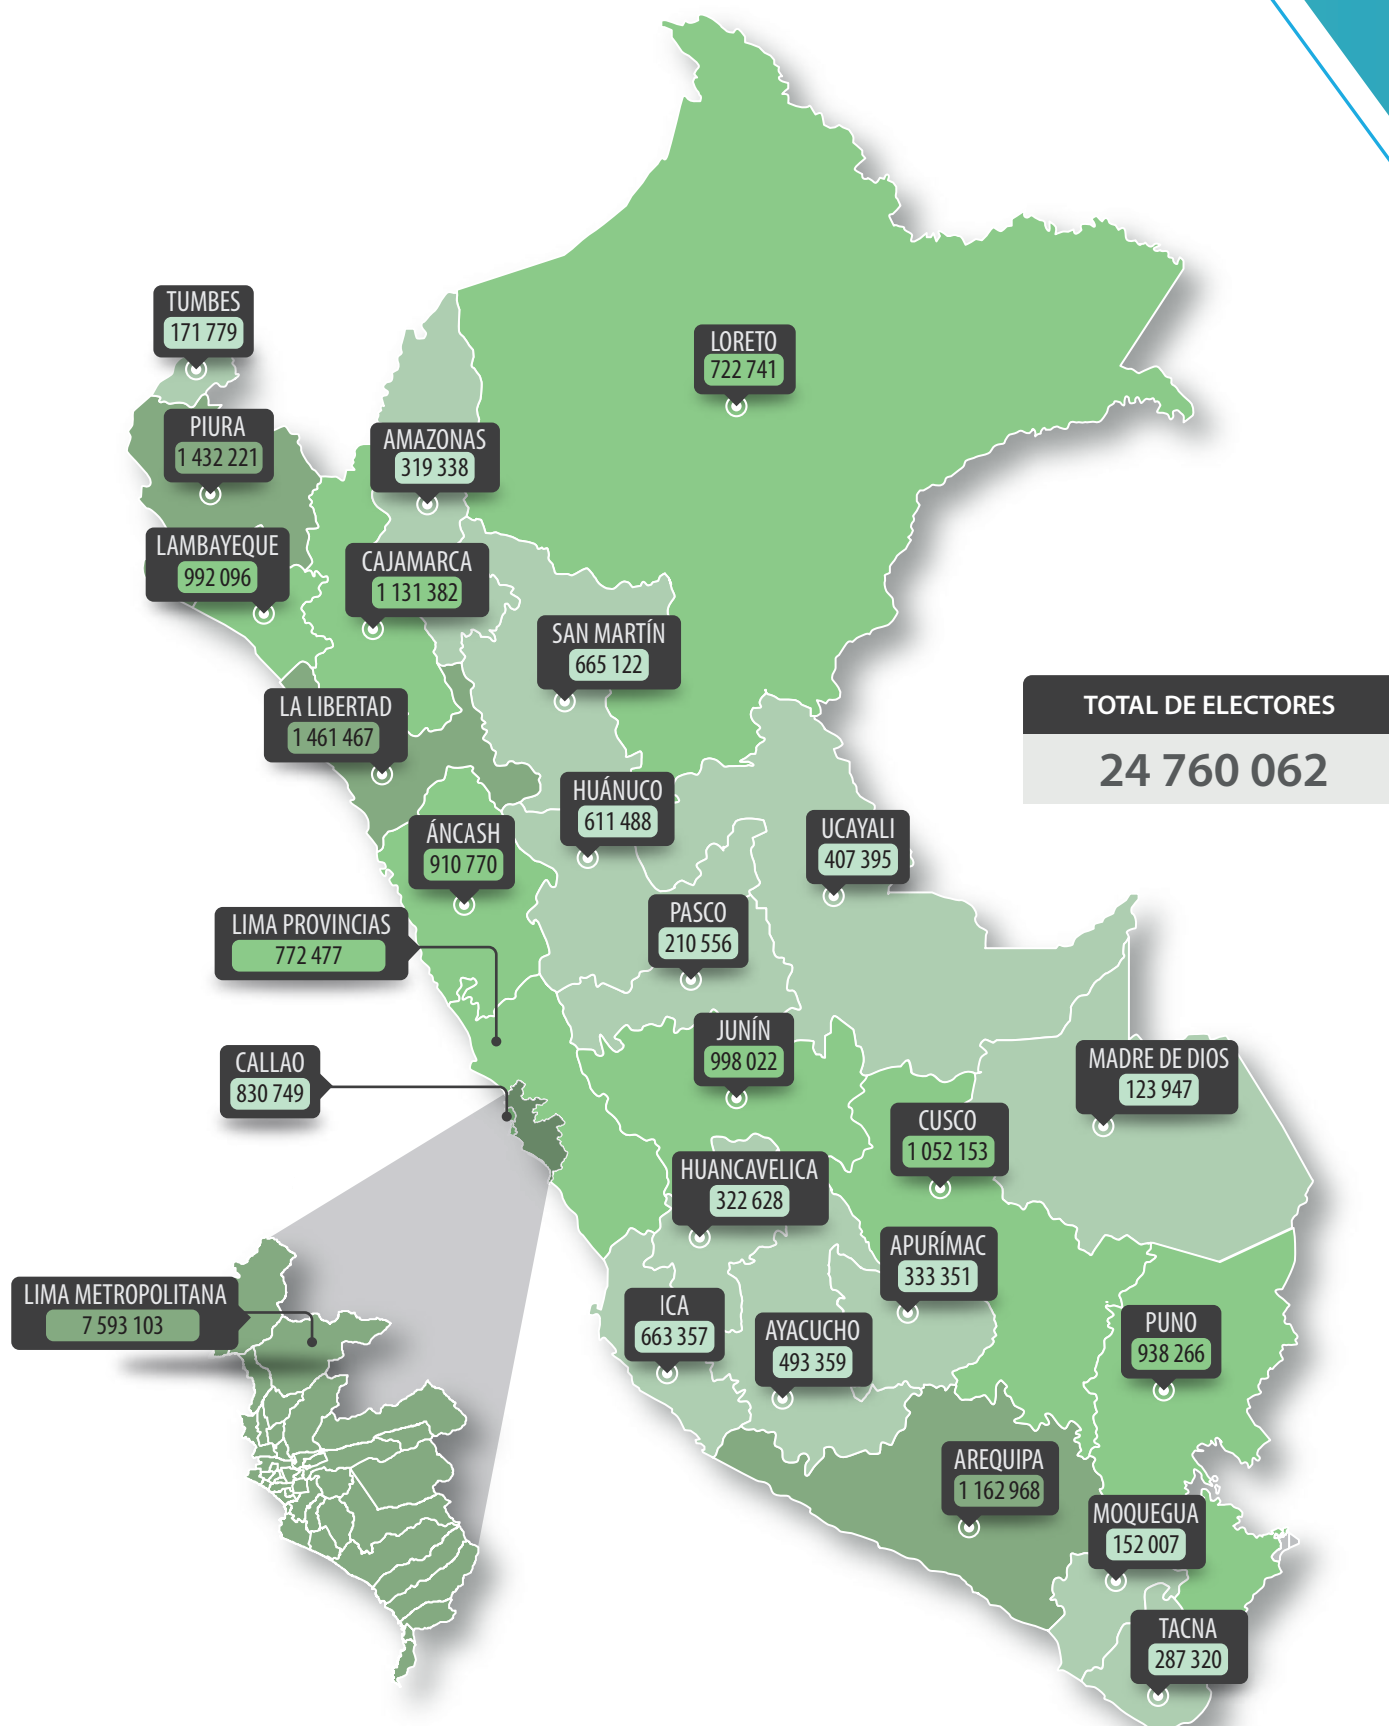 TUMBES
171 779
LORETO
722 741
PIURA
1 432 221
AMAZONAS
319 338
LAMBAYEQUE
992 096
CAJAMARCA
1 131 382
SAN MARTÍN
665 122
LA LIBERTAD
1 461 467
TOTAL DE ELECTORES
24 760 062
HUÁNUCO
611 488
ÁNCASH
910 770
UCAYALI
407 395
LIMA PROVINCIAS
772 477
PASCO
210 556
JUNÍN
998 022
CALLAO
830 749
MADRE DE DIOS
123 947
CUSCO
1 052 153
HUANCAVELICA
322 628
APURÍMAC
333 351
LIMA METROPOLITANA
7 593 103
ICA
663 357
AYACUCHO
493 359
PUNO
938 266
AREQUIPA
1 162 968
MOQUEGUA
152 007
TACNA
287 320